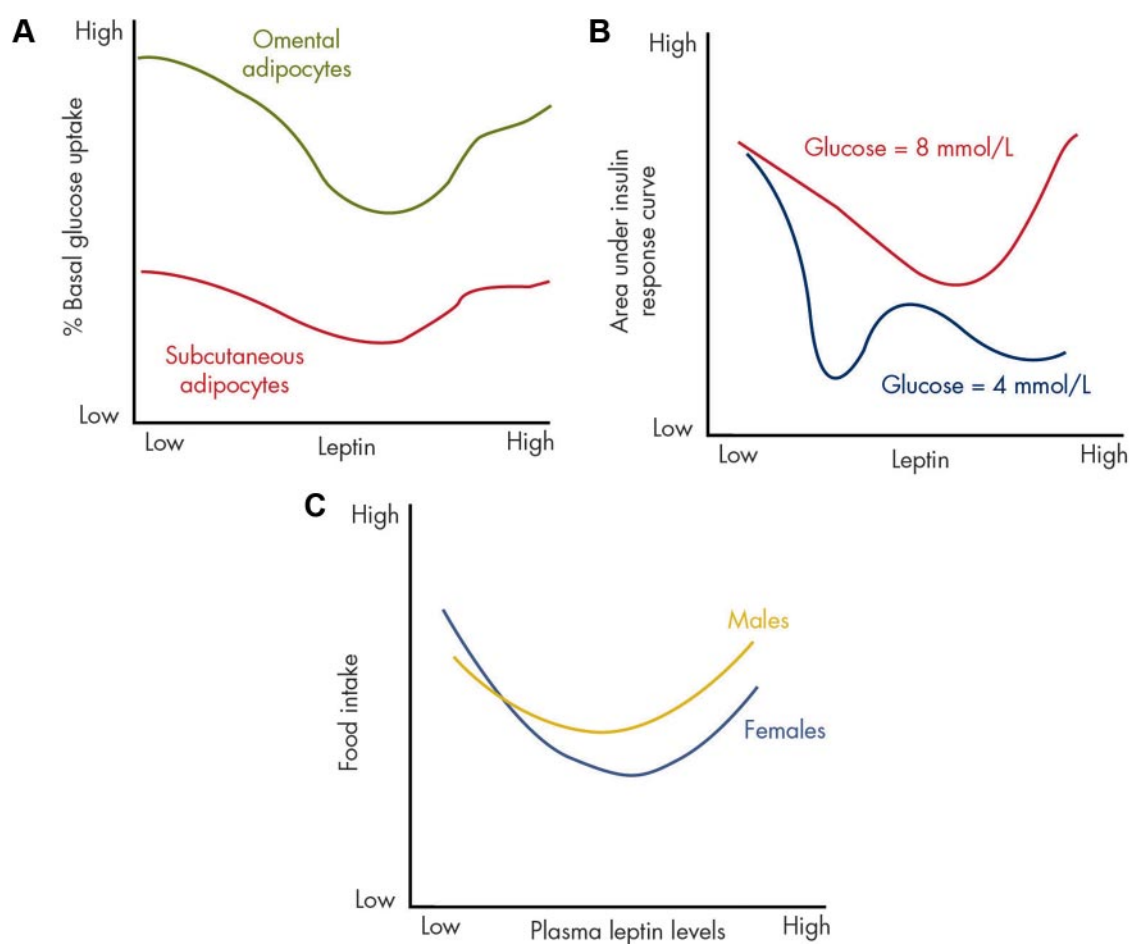 A
High
Omental
adipocytes
% Basal glucose uptake
Subcutaneous
adipocytes
Low
Low
Leptin
High
B
High
Glucose = 8 mmol/L
Area under insulin
response curve
Glucose = 4 mmol/L
Low
Low
Leptin
High
C
High
Males
Food intake
Females
Low
Low
Plasma leptin levels
High